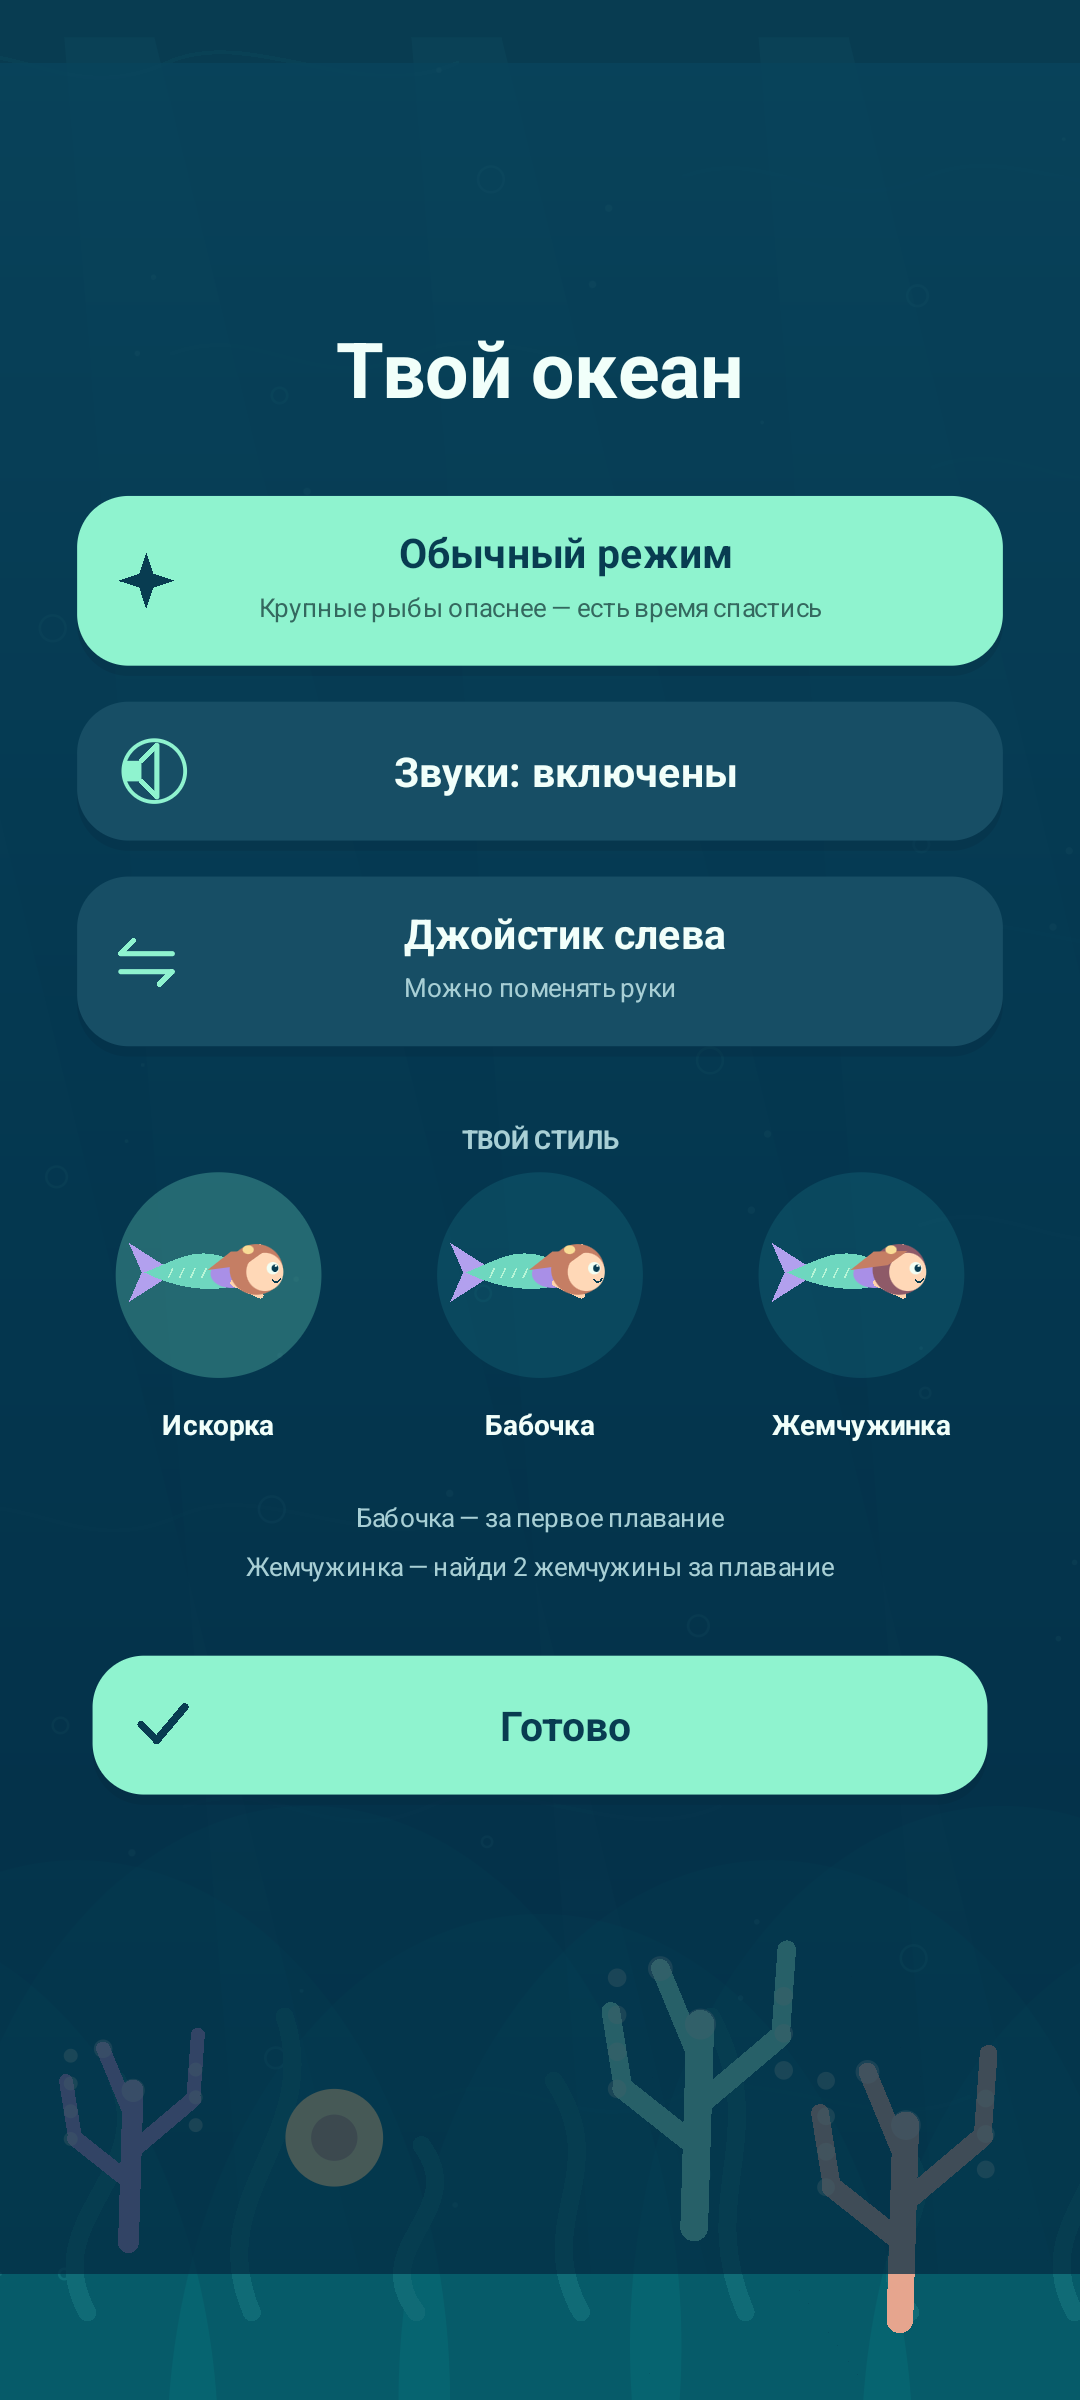 Твой океан
Обычный режим
Крупные рыбы опаснее — есть время спастись
Звуки: включены
Джойстик слева
Можно поменять руки
ТВОЙ СТИЛЬ
Искорка
Бабочка
Жемчужинка
Бабочка — за первое плавание
Жемчужинка — найди 2 жемчужины за плавание
Готово